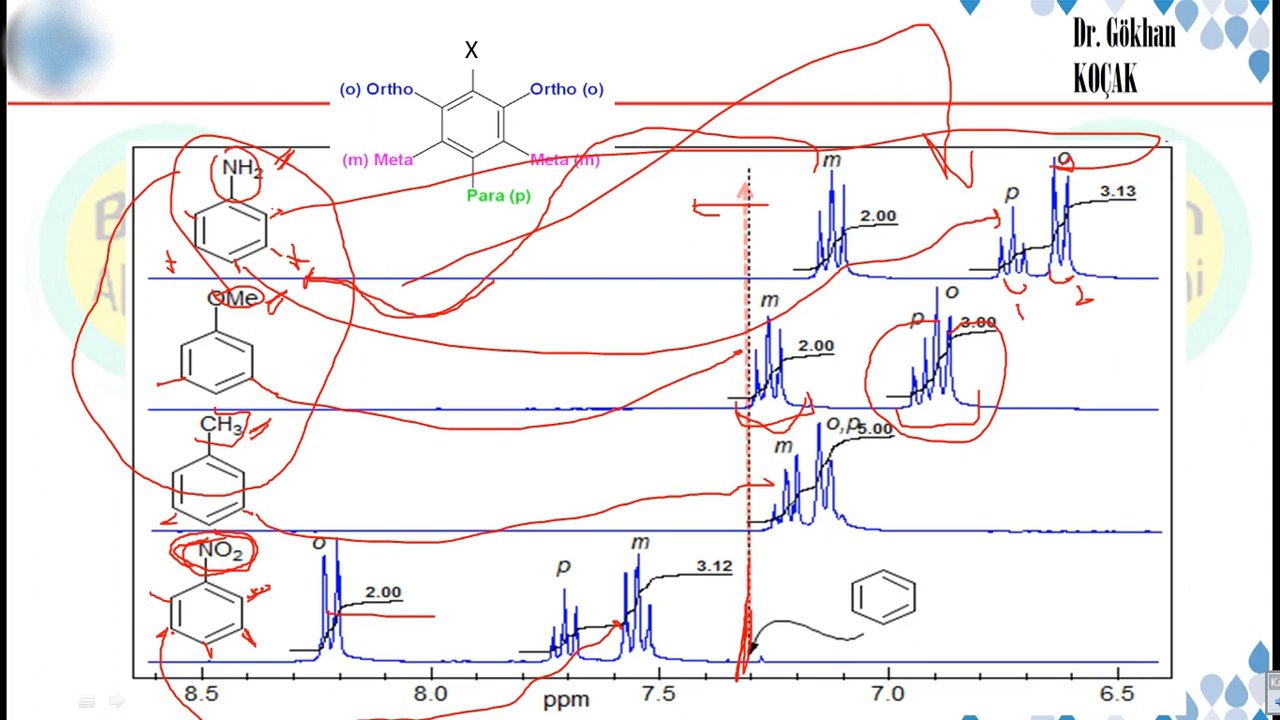 Dr. Gökhan
KOÇAK
X
(o) Ortho
Ortho (o)
(m) Meta
Meta (m)
Para (p)
NH2
m
2.00
p
o
3.13
OMe
m
2.00
p
o
3.00
CH3
m
o,p
5.00
NO2
o
2.00
p
m
3.12
8.5
8.0
ppm
7.5
7.0
6.5